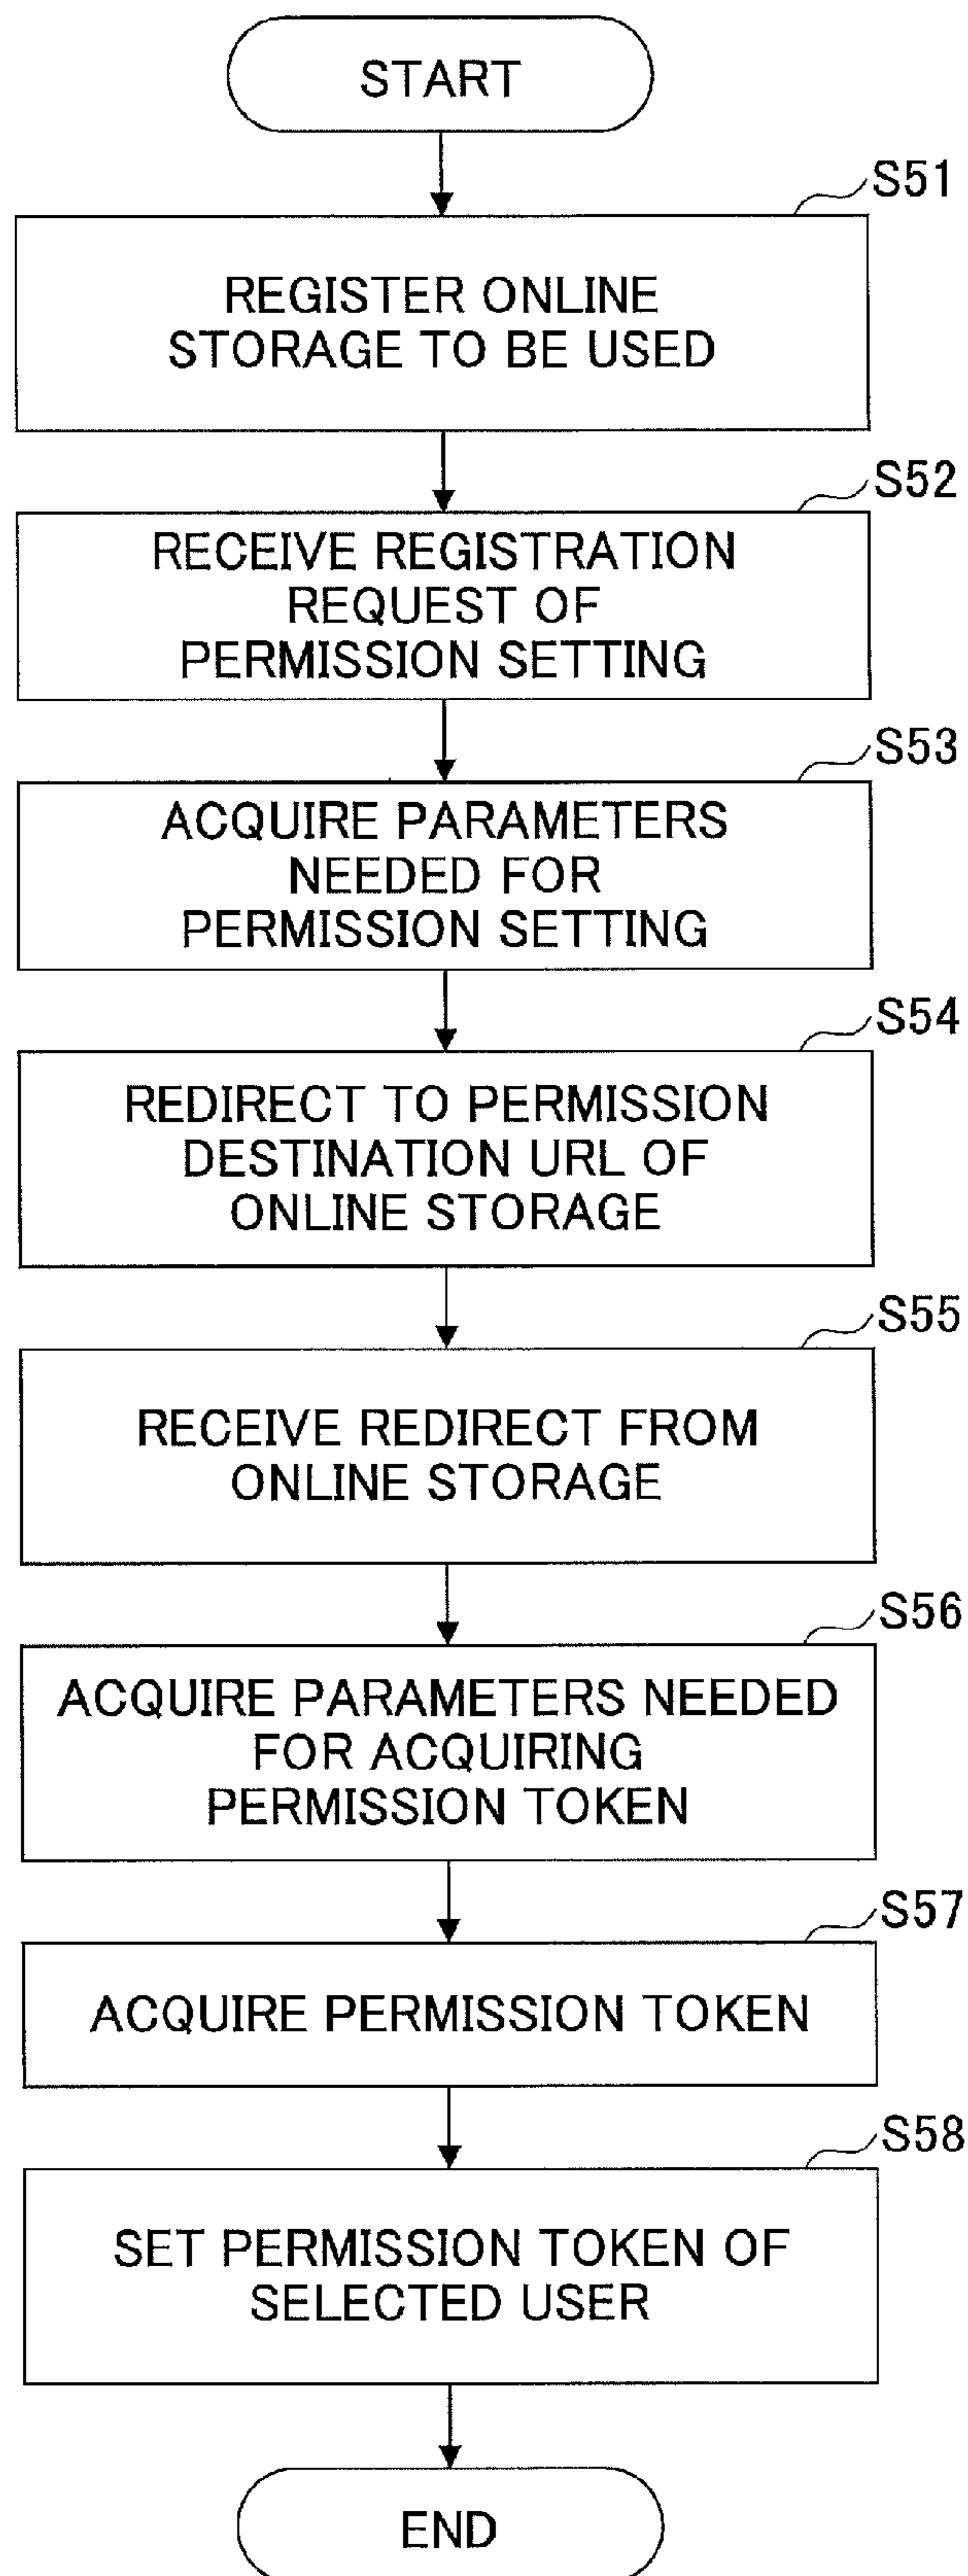 START
S51
REGISTER ONLINE
STORAGE TO BE USED
S52
RECEIVE REGISTRATION
REQUEST OF
PERMISSION SETTING
S53
ACQUIRE PARAMETERS
NEEDED FOR
PERMISSION SETTING
S54
REDIRECT TO PERMISSION
DESTINATION URL OF
ONLINE STORAGE
S55
RECEIVE REDIRECT FROM
ONLINE STORAGE
S56
ACQUIRE PARAMETERS NEEDED
FOR ACQUIRING
PERMISSION TOKEN
S57
ACQUIRE PERMISSION TOKEN
S58
SET PERMISSION TOKEN OF
SELECTED USER
END